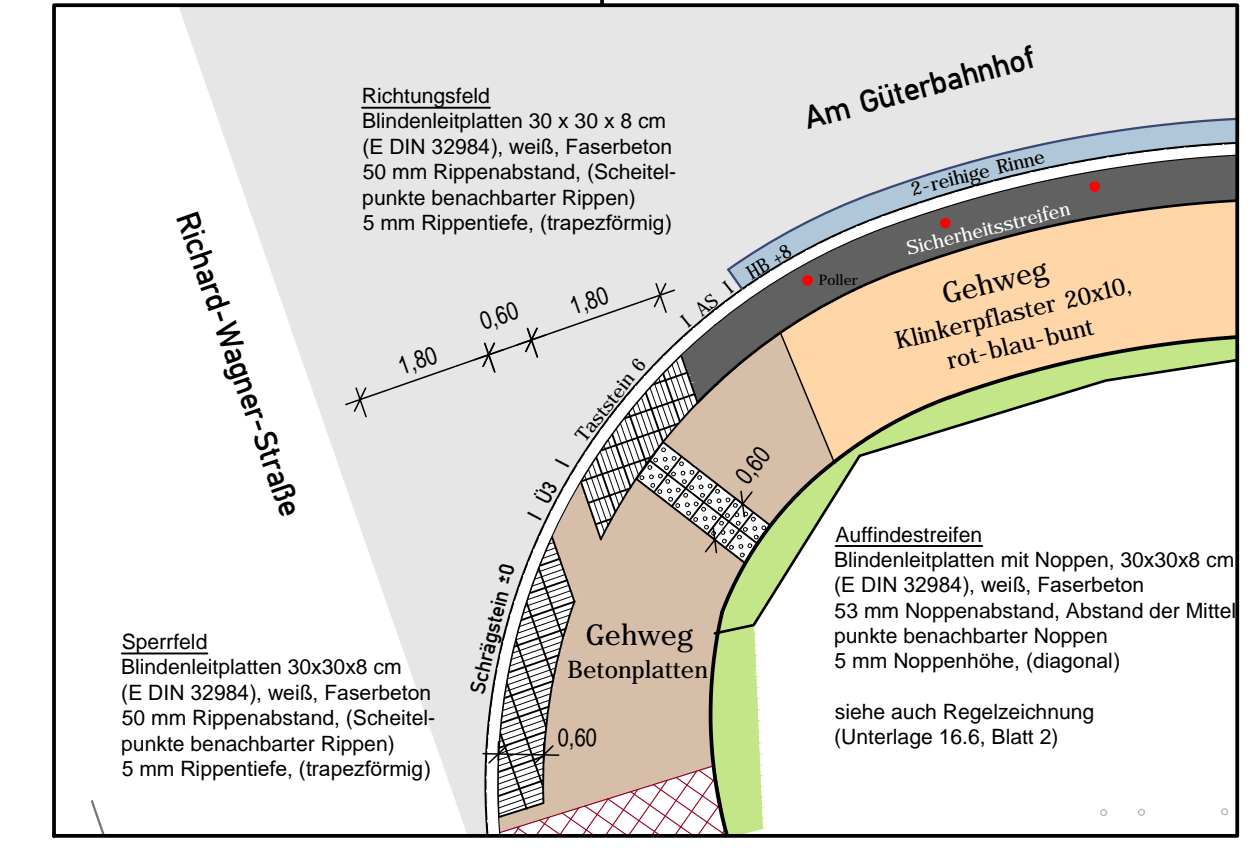 Am Güterbahnhof
Richtungsfeld
Blindenleitplatten 30 x 30 x 8 cm
(E DIN 32984), weiß, Faserbeton
50 mm Rippenabstand, (Scheitel-
punkte benachbarter Rippen)
5 mm Rippentiefe, (trapezförmig)
2-reihige Rinne
Sicherheitsstreifen
HB +8
Poller
Gehweg
Klinkerpflaster 20x10,
rot-blau-bunt
Richard-Wagner-Straße
1,80
0,60
1,80
I AS I
Taststein 6
I Ü3 I
0,60
Schrägstein ±0
Gehweg
Betonplatten
0,60
Auffindestreifen
Blindenleitplatten mit Noppen, 30x30x8 cm
(E DIN 32984), weiß, Faserbeton
53 mm Noppenabstand, Abstand der Mittel
punkte benachbarter Noppen
5 mm Noppenhöhe, (diagonal)
siehe auch Regelzeichnung
(Unterlage 16.6, Blatt 2)
Sperrfeld
Blindenleitplatten 30x30x8 cm
(E DIN 32984), weiß, Faserbeton
50 mm Rippenabstand, (Scheitel-
punkte benachbarter Rippen)
5 mm Rippentiefe, (trapezförmig)